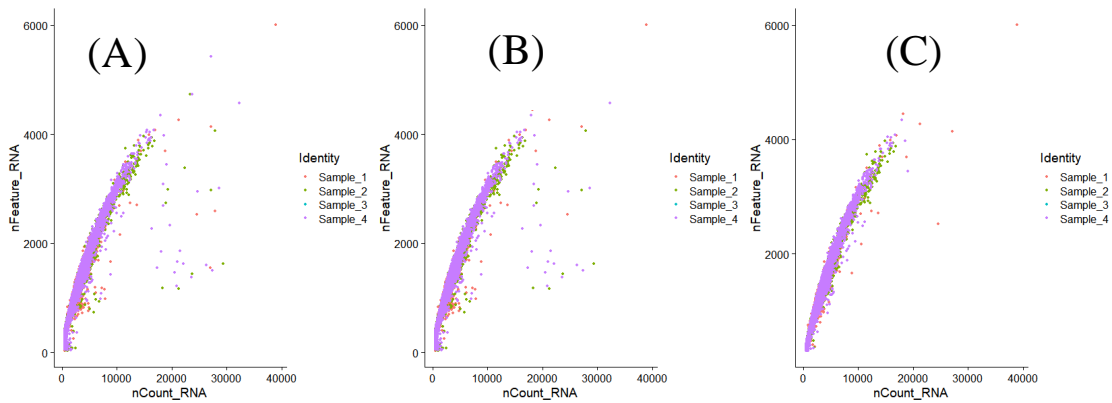 (A)
6000
4000
2000
0
nFeature_RNA
0 10000 20000 30000 40000
nCount_RNA
Identity
Sample_1
Sample_2
Sample_3
Sample_4
(B)
6000
4000
2000
0
nFeature_RNA
0 10000 20000 30000 40000
nCount_RNA
Identity
Sample_1
Sample_2
Sample_3
Sample_4
(C)
6000
4000
2000
nFeature_RNA
0 10000 20000 30000 40000
nCount_RNA
Identity
Sample_1
Sample_2
Sample_3
Sample_4